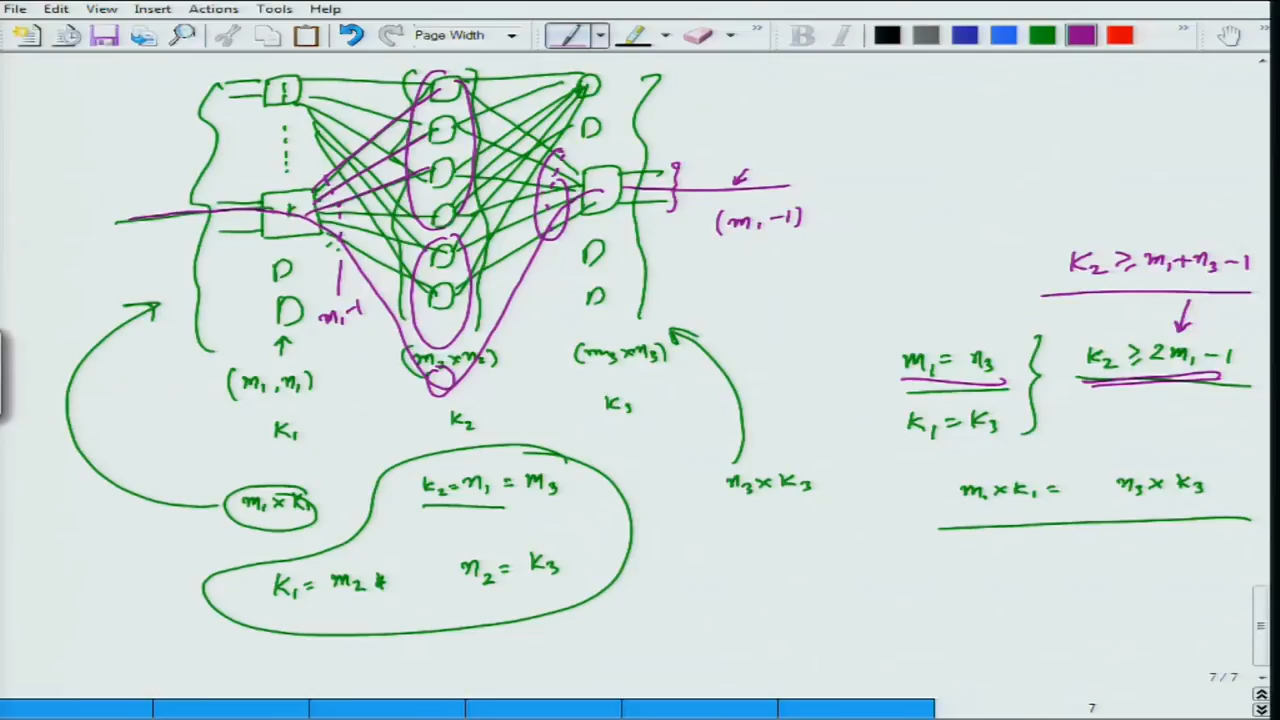 File Edit View Insert Actions Tools Help
Page Width
(m₁ -1)
K₂ ≥ m₁+n₃-1
n₁-1
(m₂ × n₂)
(m₃ × n₃)
m₁ = n₃
K₂ ≥ 2m₁-1
(m₁, n₁)
K₃
K₁ = K₃
K₁
K₂
m₁ × K₁
K₂ = n₁ = m₃
n₃ × K₃
m₁ × K₁ = n₃ × K₃
K₁ = m₂
n₂ = K₃
7/7
7